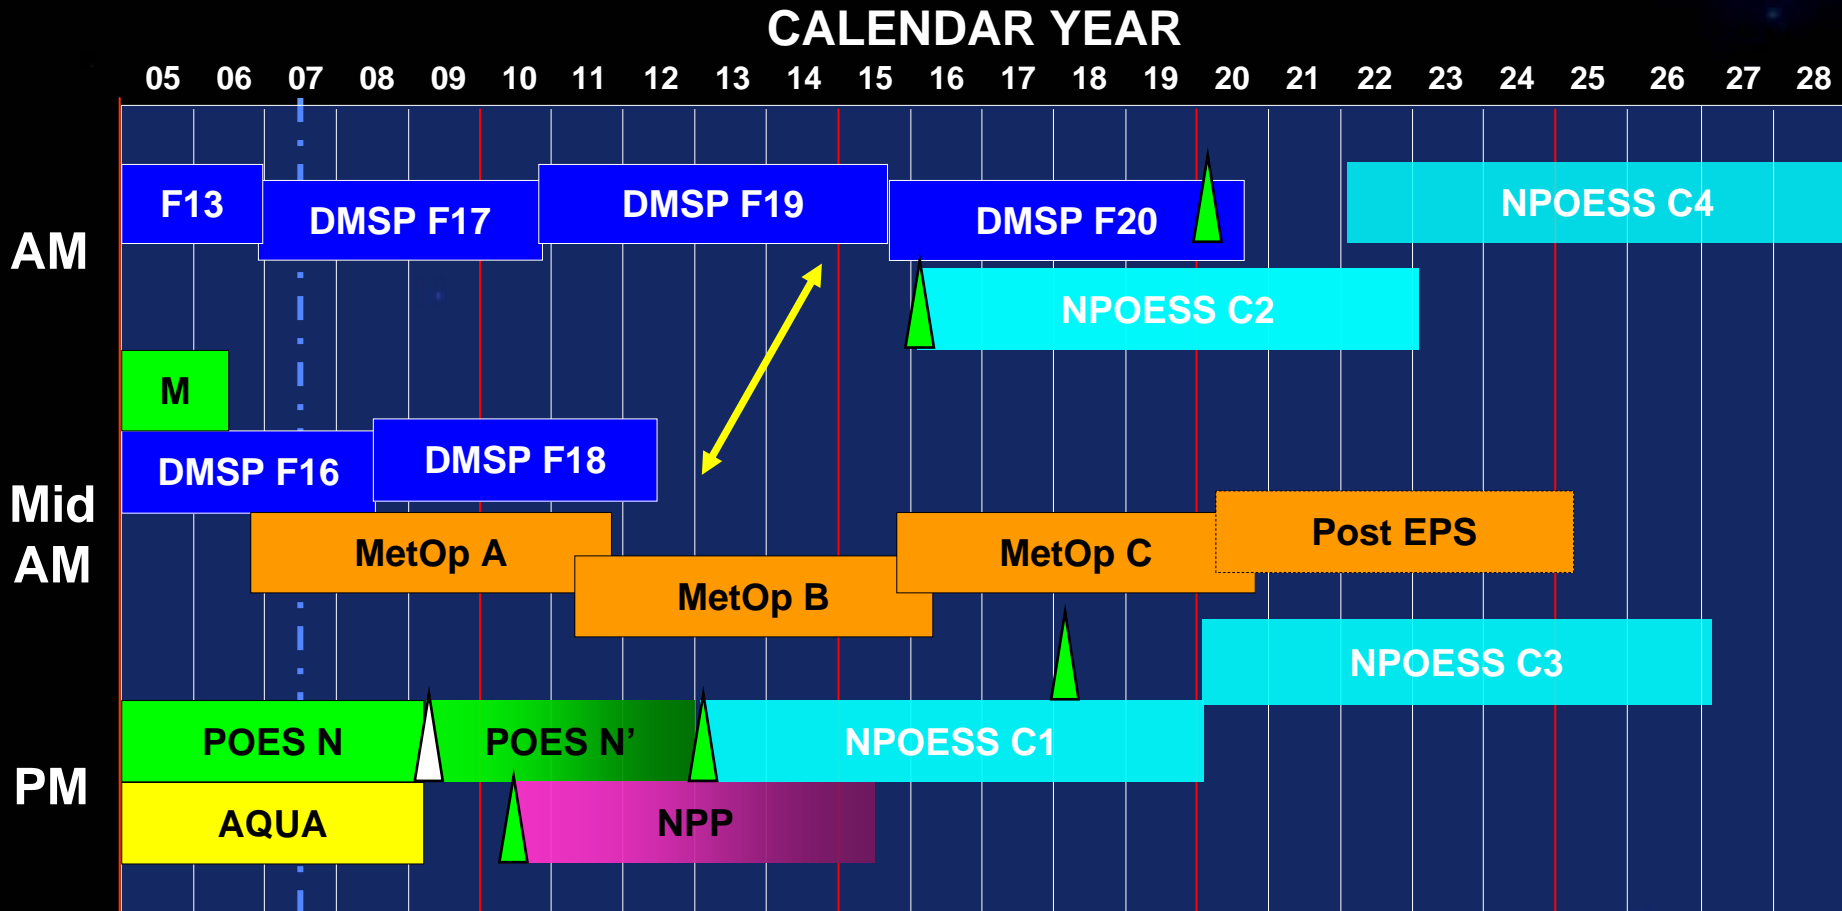 CALENDAR YEAR
05 06 07 08 09 10 11 12 13 14 15 16 17 18 19 20 21 22 23 24 25 26 27 28
AM
F13
DMSP F17
DMSP F19
DMSP F20
NPOESS C4
NPOESS C2
M
Mid
AM
DMSP F16
DMSP F18
MetOp A
MetOp B
MetOp C
Post EPS
NPOESS C3
PM
POES N
POES N’
NPOESS C1
AQUA
NPP